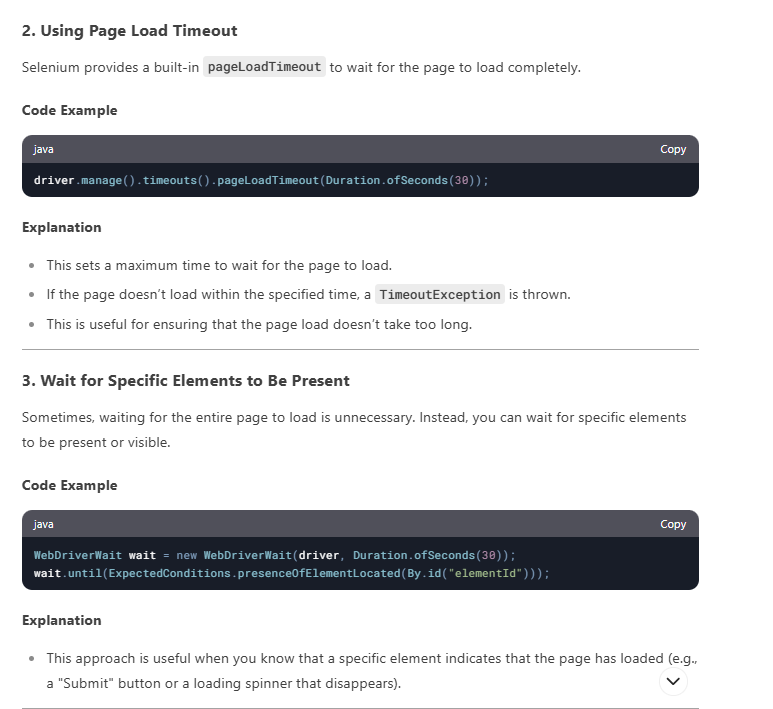 2. Using Page Load Timeout
Selenium provides a built-in pageLoadTimeout to wait for the page to load completely.
Code Example
java Copy
driver.manage().timeouts().pageLoadTimeout(Duration.ofSeconds(30));
Explanation
• This sets a maximum time to wait for the page to load.
• If the page doesn’t load within the specified time, a TimeoutException is thrown.
• This is useful for ensuring that the page load doesn’t take too long.
3. Wait for Specific Elements to Be Present
Sometimes, waiting for the entire page to load is unnecessary. Instead, you can wait for specific elements
to be present or visible.
Code Example
java Copy
WebDriverWait wait = new WebDriverWait(driver, Duration.ofSeconds(30));
wait.until(ExpectedConditions.presenceOfElementLocated(By.id("elementId")));
Explanation
• This approach is useful when you know that a specific element indicates that the page has loaded (e.g.,
a "Submit" button or a loading spinner that disappears).